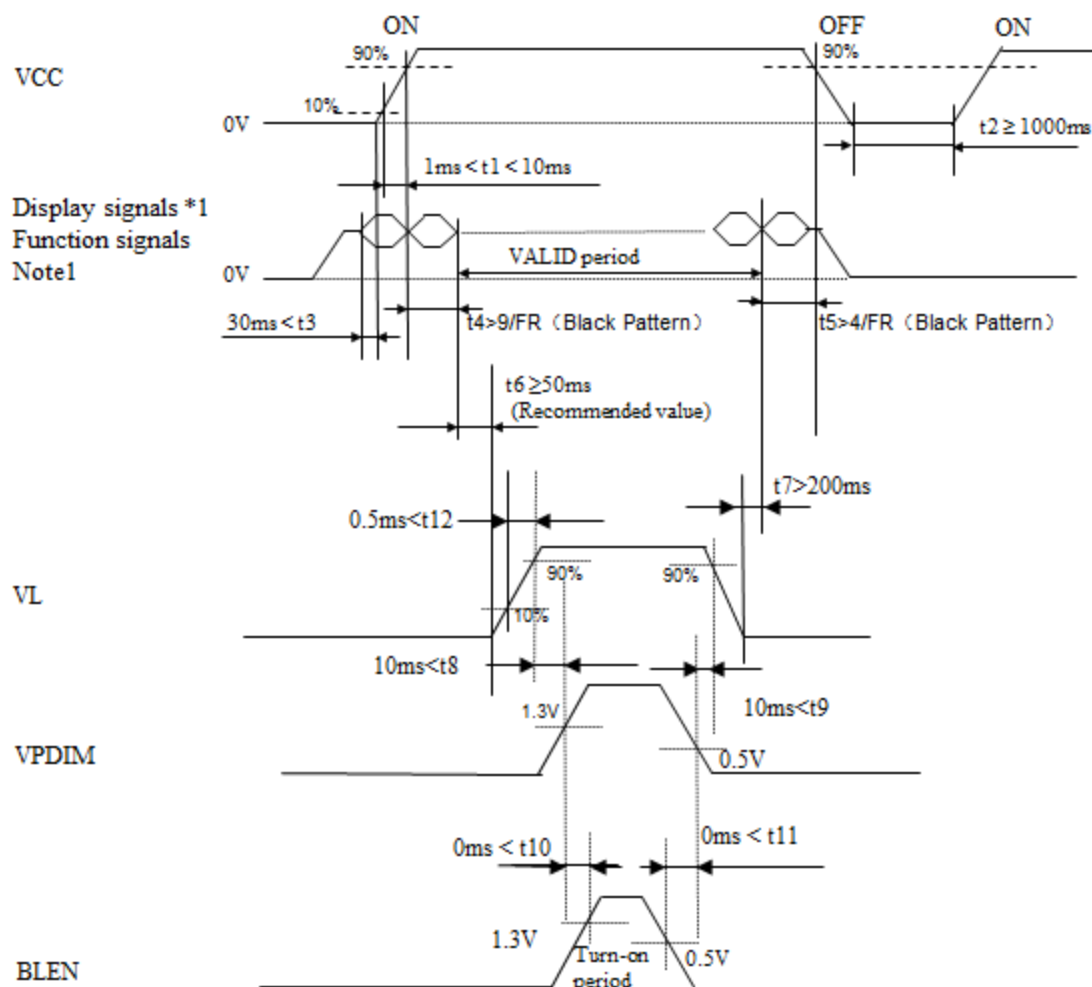 ON
OFF
ON
90%
90%
VCC
10%
0V
t2 ≥ 1000ms
1ms < t1 < 10ms
Display signals *1
Function signals
Note1
0V
VALID period
30ms < t3
t4>9/FR（Black Pattern）
t5>4/FR（Black Pattern）
t6 ≥50ms
(Recommended value)
t7>200ms
0.5ms<t12
90%
90%
VL
10%
10ms<t8
10ms<t9
1.3V
VPDIM
0.5V
0ms < t10
0ms < t11
1.3V
Turn-on
period
0.5V
BLEN